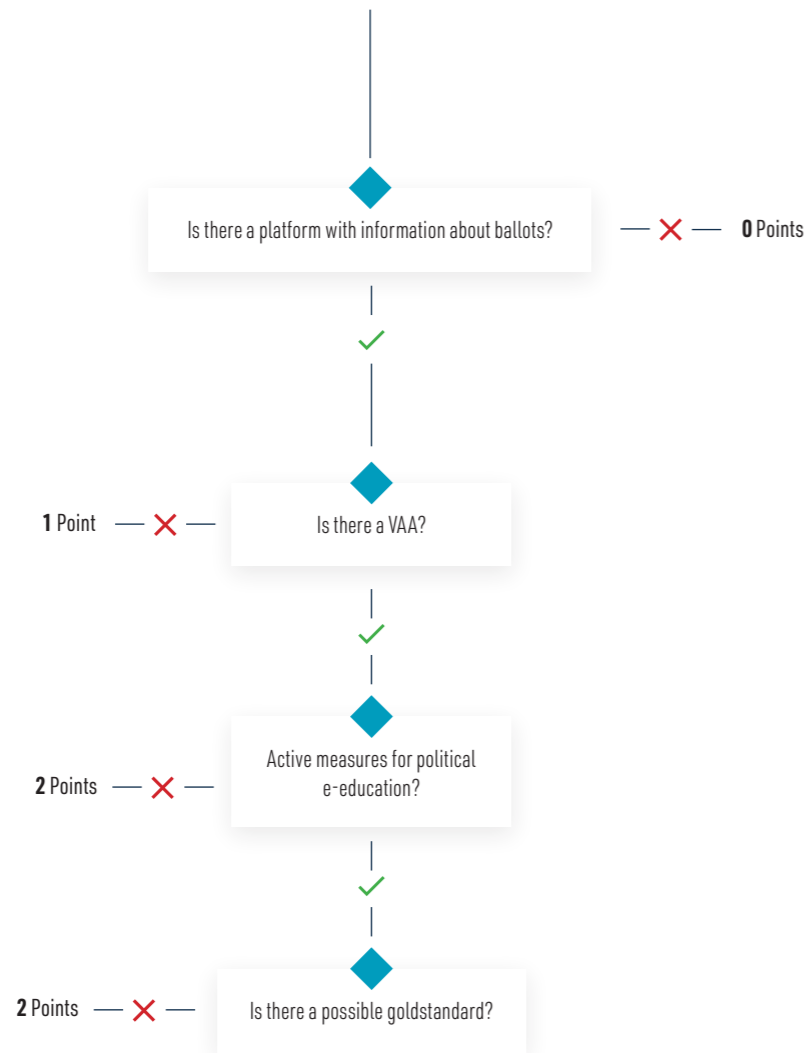 Is there a platform with information about ballots?
0 Points
1 Point
Is there a VAA?
Active measures for political
e-education?
2 Points
2 Points
Is there a possible goldstandard?